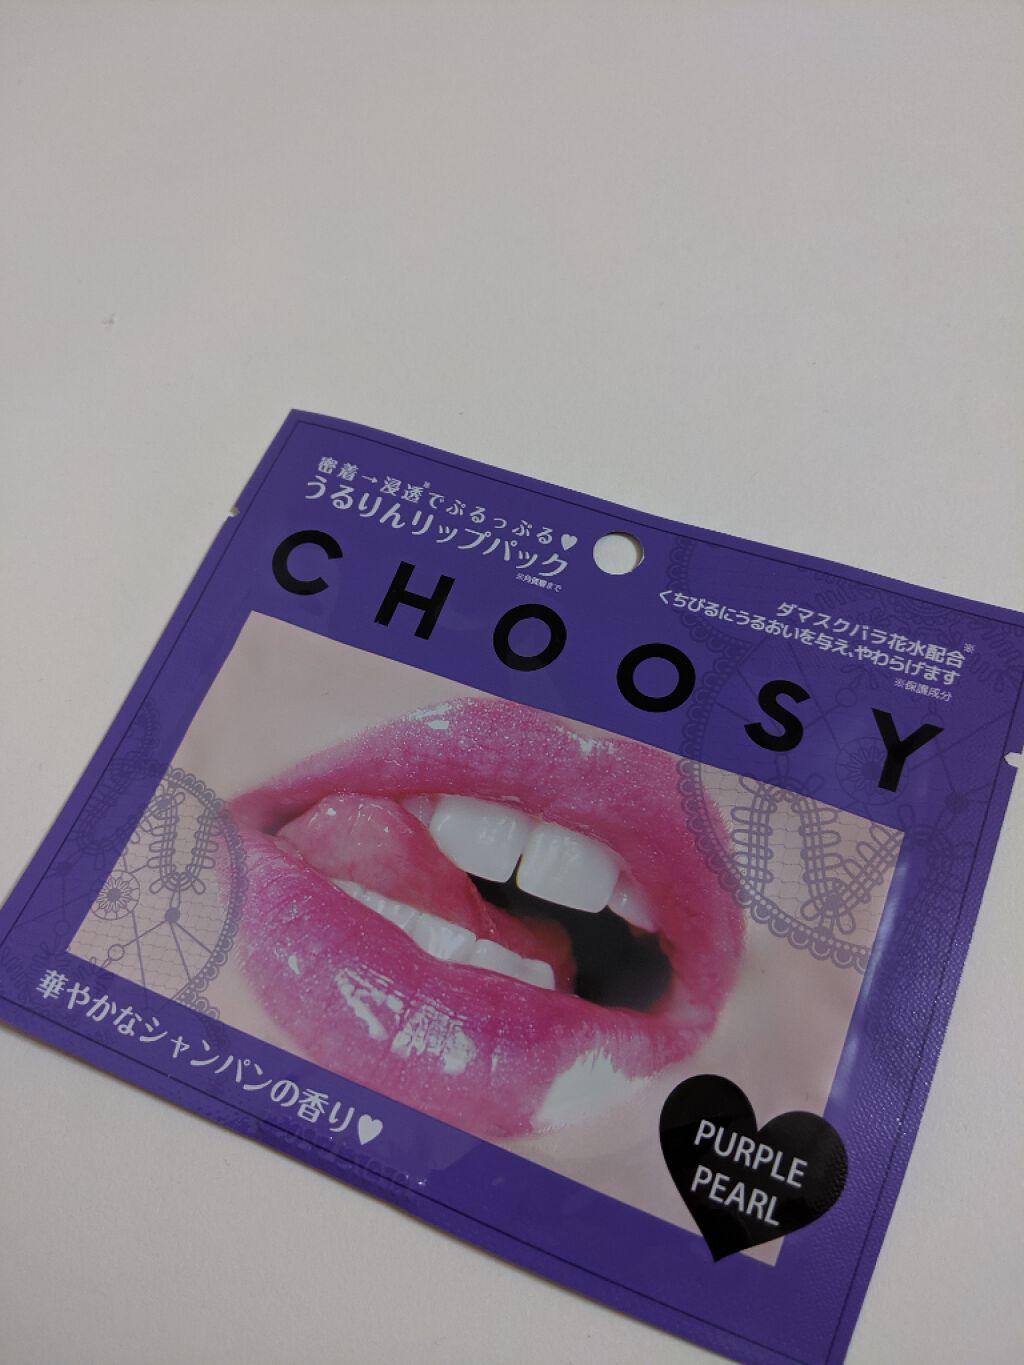 密着→浸透※でぷるっぷる♥
うるりんリップパック
※角質層まで
CHOOSY
ダマスクバラ花水配合※
くちびるにうるおいを与え、やわらげます
※保護成分
華やかなシャンパンの香り♥
PURPLE
PEARL